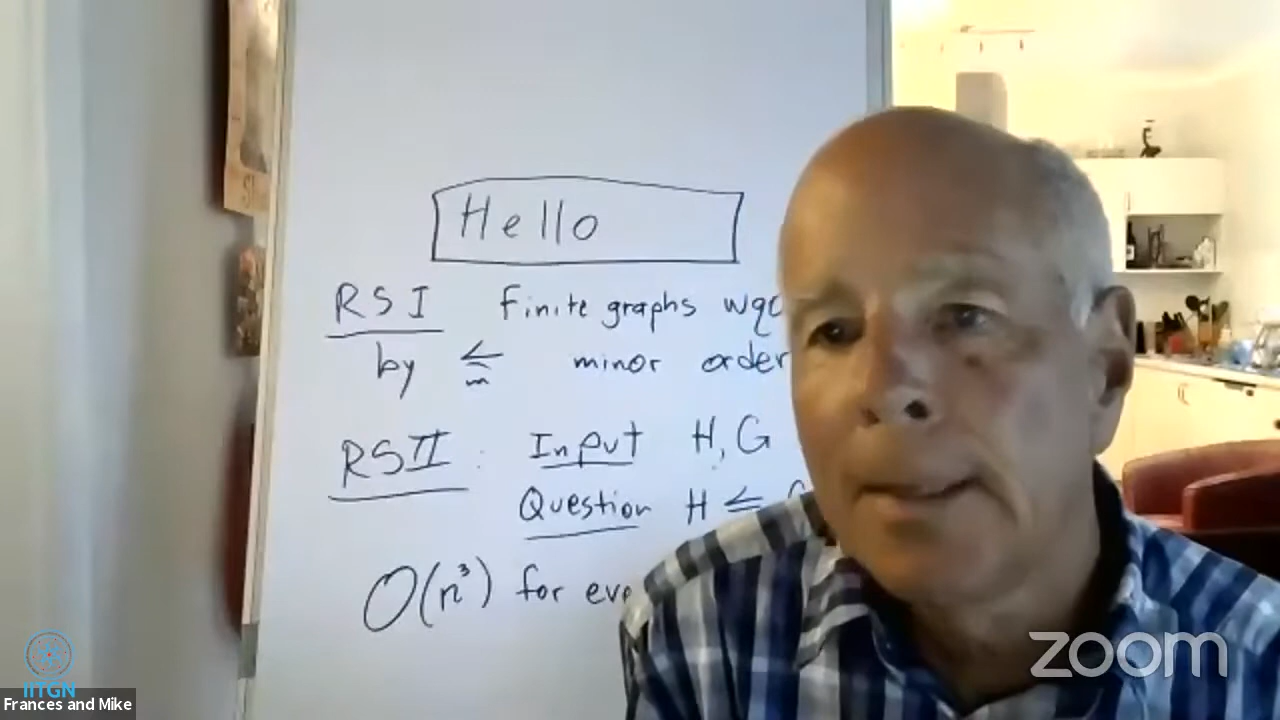 Hello
RS I Finite graphs wqo
by ≤m minor order
RS II : Input H, G
Question H ≤
O(n³) for eve
zoom
IITGN
Frances and Mike